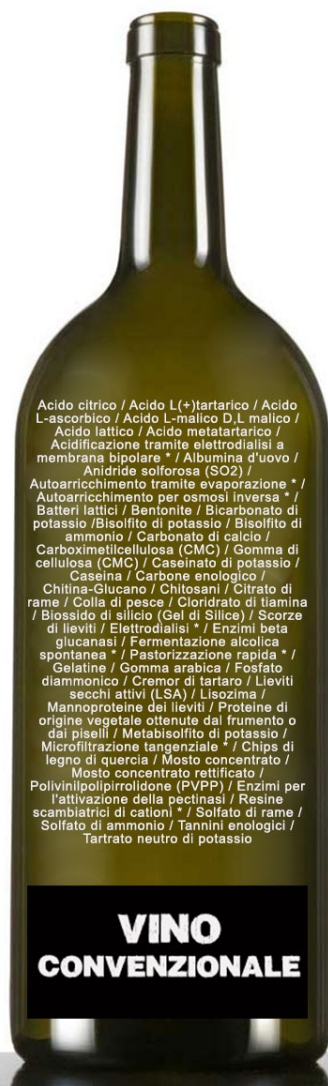 Acido citrico / Acido L(+)tartarico / Acido
L-ascorbico / Acido L-malico D,L malico /
Acido lattico / Acido metatartarico /
Acidificazione tramite elettrodialisi a
membrana bipolare * / Albumina d'uovo /
Anidride solforosa (SO2) /
Autoarricchimento tramite evaporazione * /
Autoarricchimento per osmosi inversa * /
Batteri lattici / Bentonite / Bicarbonato di
potassio /Bisolfito di potassio / Bisolfito di
ammonio / Carbonato di calcio /
Carboximetilcellulosa (CMC) / Gomma di
cellulosa (CMC) / Caseinato di potassio /
Caseina / Carbone enologico /
Chitina-Glucano / Chitosani / Citrato di
rame / Colla di pesce / Cloridrato di tiamina
/ Biossido di silicio (Gel di Silice) / Scorze
di lieviti / Elettrodialisi * / Enzimi beta
glucanasi / Fermentazione alcolica
spontanea * / Pastorizzazione rapida * /
Gelatine / Gomma arabica / Fosfato
diammonico / Cremor di tartaro / Lieviti
secchi attivi (LSA) / Lisozima /
Mannoproteine dei lieviti / Proteine di
origine vegetale ottenute dal frumento o
dai piselli / Metabisolfito di potassio /
Microfiltrazione tangenziale * / Chips di
legno di quercia / Mosto concentrato /
Mosto concentrato rettificato /
Polivinilpolipirrolidone (PVPP) / Enzimi per
l'attivazione della pectinasi / Resine
scambiatrici di cationi * / Solfato di rame /
Solfato di ammonio / Tannini enologici /
Tartrato neutro di potassio
VINO
CONVENZIONALE